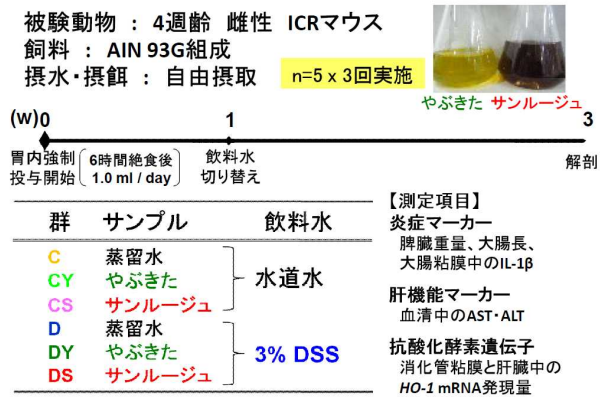 被験動物 ： 4週齢 雌性 ICRマウス
飼料 ： AIN 93G組成
摂水・摂餌 ： 自由摂取
n=5 x 3回実施
やぶきた サンルージュ
(w) 0 1 3
胃内強制
投与開始
6時間絶食後
1.0 ml / day
飲料水
切り替え
解剖
群 サンプル 飲料水
C 蒸留水
CY やぶきた
CS サンルージュ
水道水
D 蒸留水
DY やぶきた
DS サンルージュ
3% DSS
【測定項目】
炎症マーカー
脾臓重量、大腸長、
大腸粘膜中のIL-1β
肝機能マーカー
血清中のAST・ALT
抗酸化酵素遺伝子
消化管粘膜と肝臓中の
HO-1 mRNA発現量